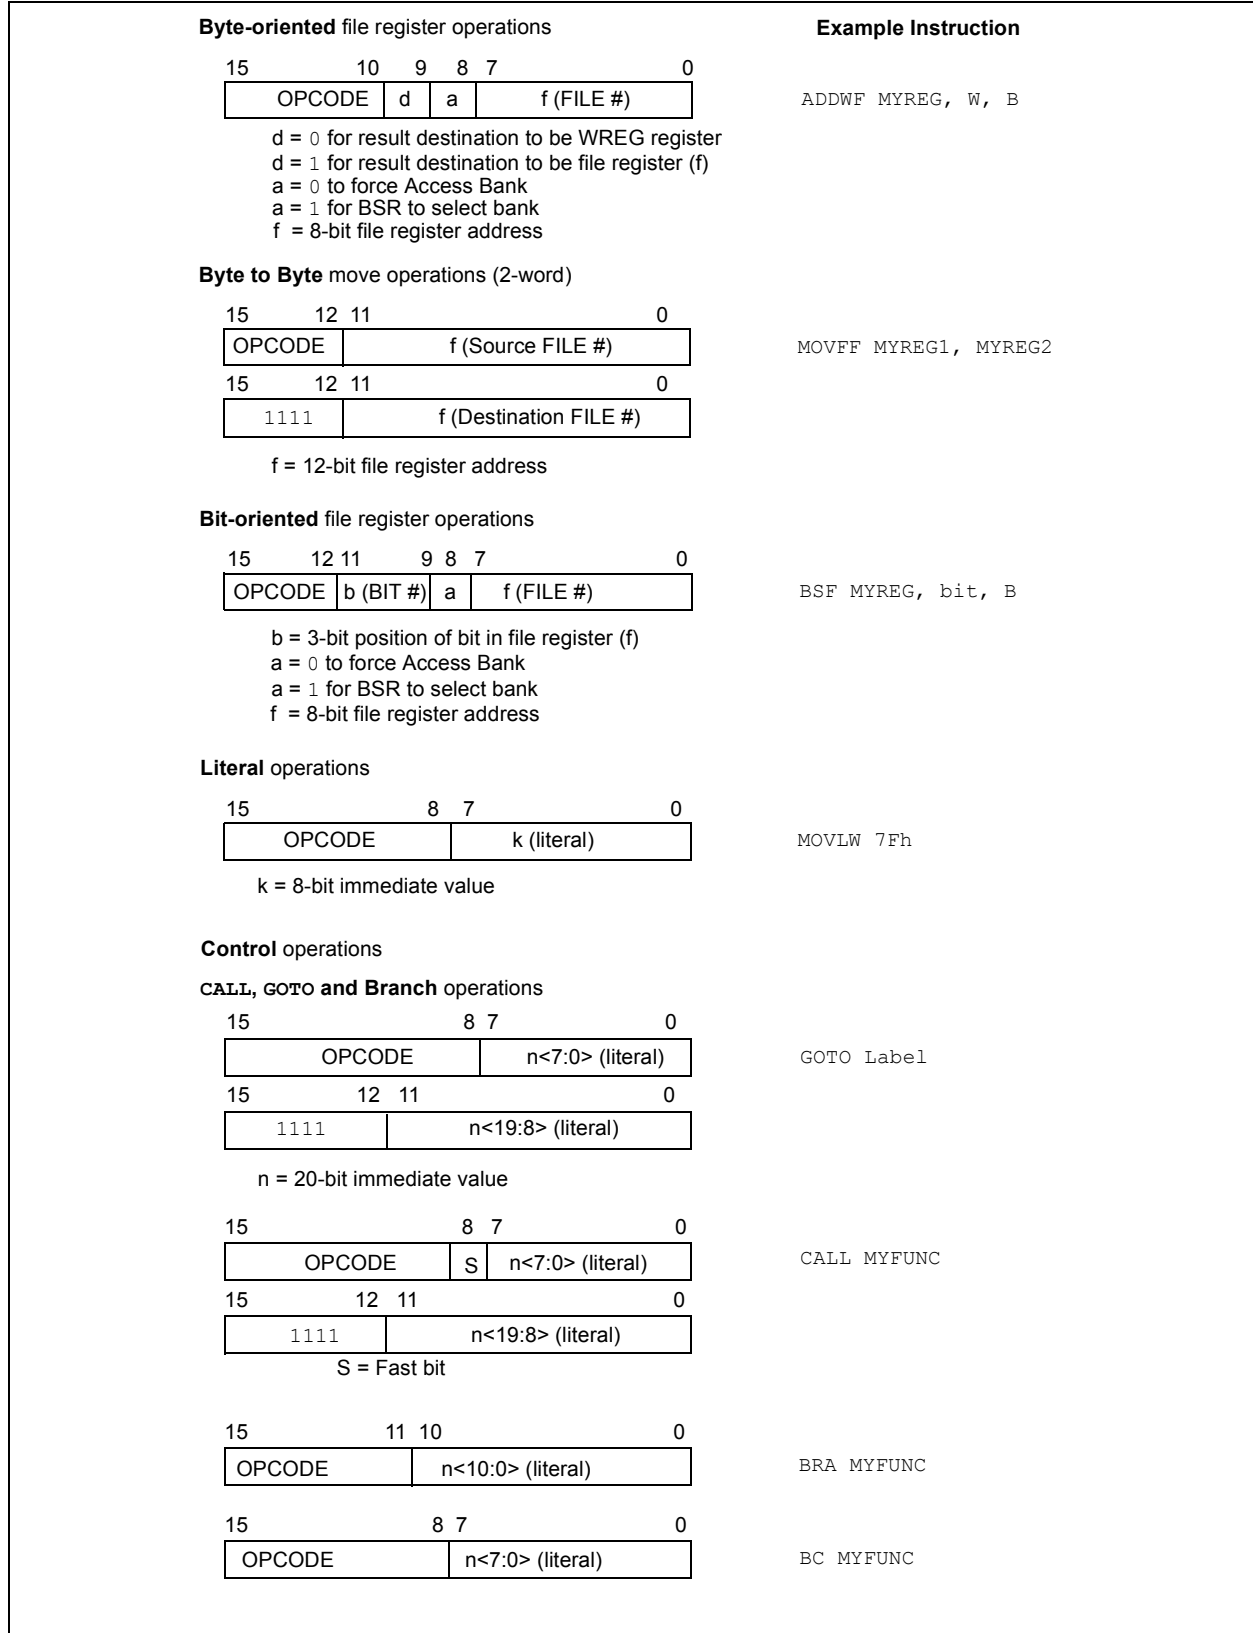 Byte-oriented file register operations Example Instruction
15 10 9 8 7 0
OPCODE d a f (FILE #) ADDWF MYREG, W, B
d = 0 for result destination to be WREG register
d = 1 for result destination to be file register (f)
a = 0 to force Access Bank
a = 1 for BSR to select bank
f = 8-bit file register address
Byte to Byte move operations (2-word)
15 12 11 0
OPCODE f (Source FILE #) MOVFF MYREG1, MYREG2
15 12 11 0
1111 f (Destination FILE #)
f = 12-bit file register address
Bit-oriented file register operations
15 12 11 9 8 7 0
OPCODE b (BIT #) a f (FILE #) BSF MYREG, bit, B
b = 3-bit position of bit in file register (f)
a = 0 to force Access Bank
a = 1 for BSR to select bank
f = 8-bit file register address
Literal operations
15 8 7 0
OPCODE k (literal) MOVLW 7Fh
k = 8-bit immediate value
Control operations
CALL, GOTO and Branch operations
15 8 7 0
OPCODE n<7:0> (literal) GOTO Label
15 12 11 0
1111 n<19:8> (literal)
n = 20-bit immediate value
15 8 7 0
OPCODE S n<7:0> (literal) CALL MYFUNC
15 12 11 0
1111 n<19:8> (literal)
S = Fast bit
15 11 10 0
OPCODE n<10:0> (literal) BRA MYFUNC
15 8 7 0
OPCODE n<7:0> (literal) BC MYFUNC